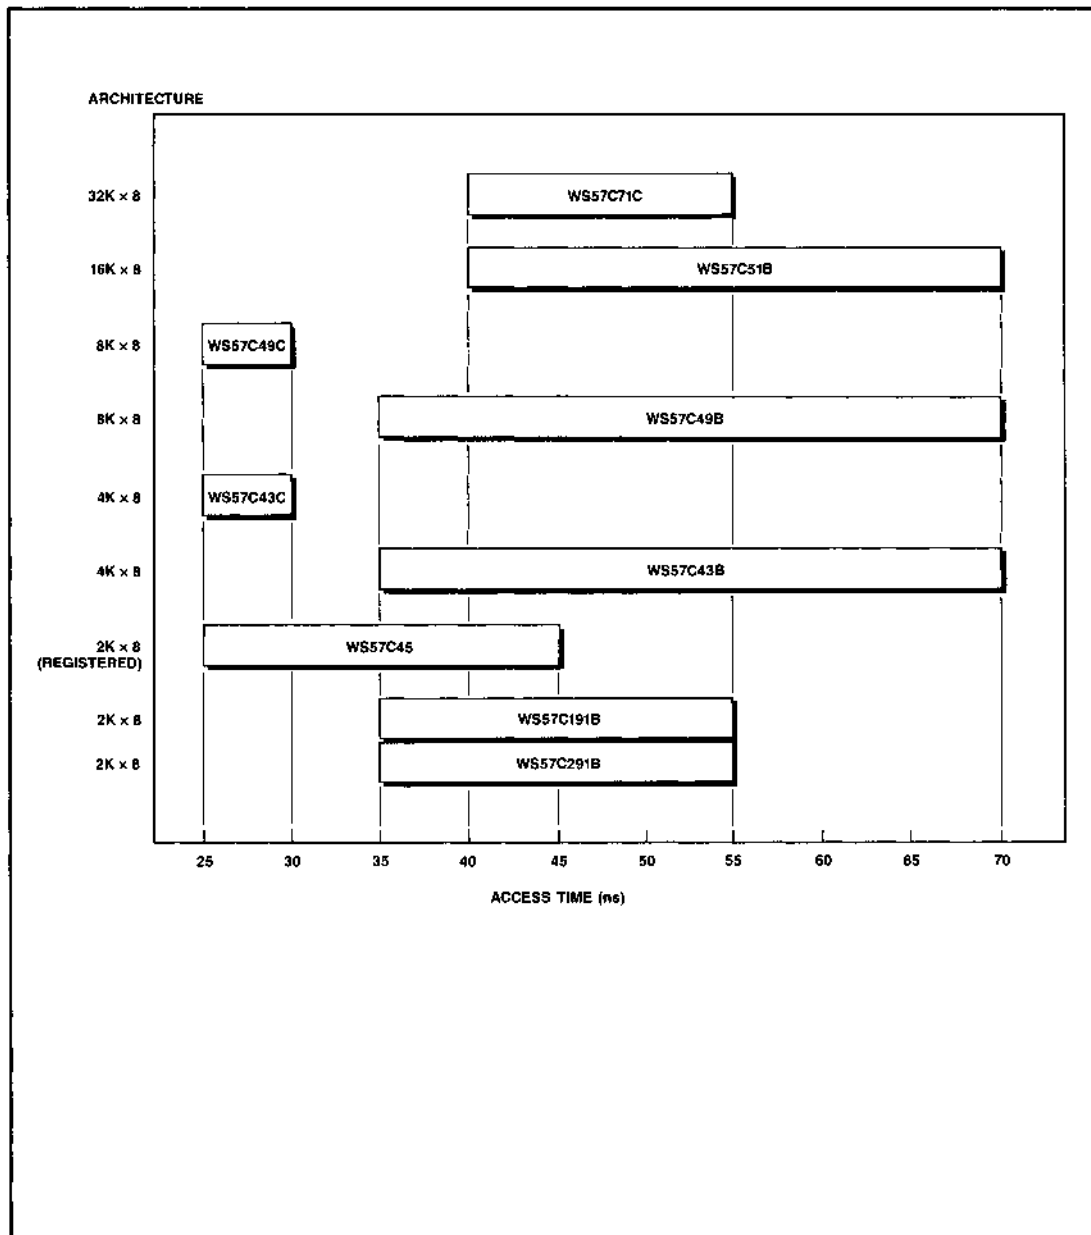 ARCHITECTURE
32K × 8
WS57C71C
16K × 8
WS57C51B
8K × 8
WS57C49C
8K × 8
WS57C49B
4K × 8
WS57C43C
4K × 8
WS57C43B
2K × 8
(REGISTERED)
WS57C45
2K × 8
WS57C191B
2K × 8
WS57C291B
25 30 35 40 45 50 55 60 65 70
ACCESS TIME (ns)